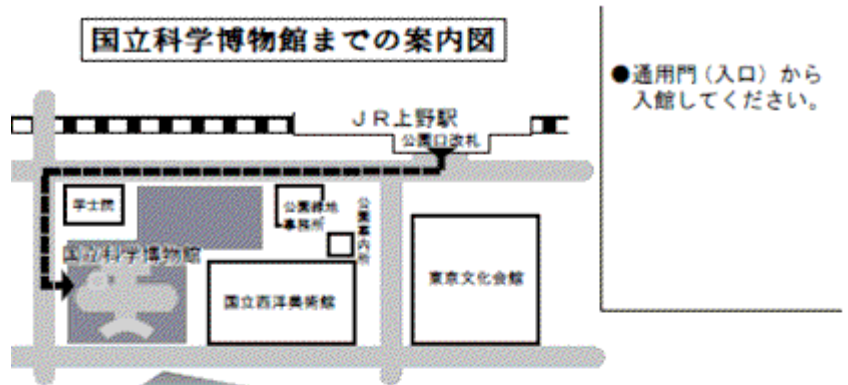 国立科学博物館までの案内図
●通用門(入口)から
入館してください。
JR上野駅
公園口改札
学士院
公園緑地
事務所
公園案内所
国立科学博物館
国立西洋美術館
東京文化会館